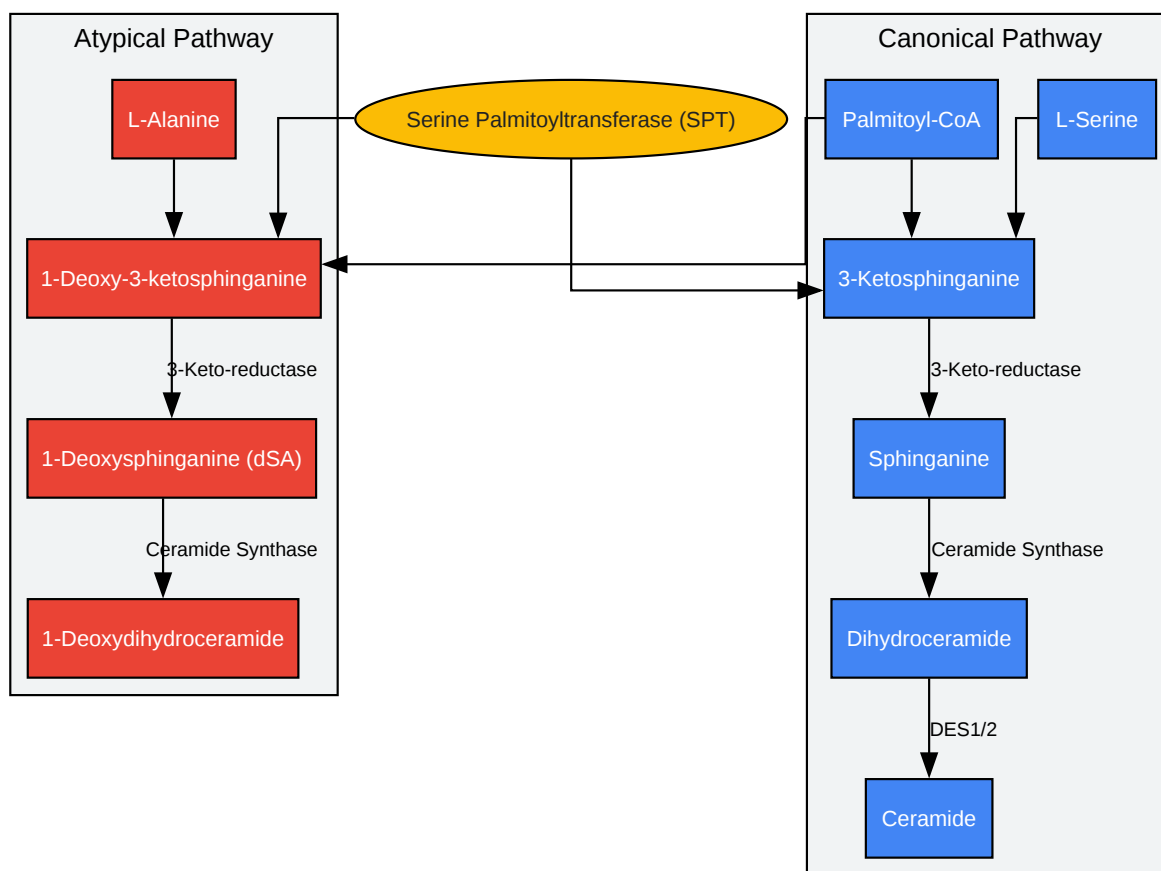 Atypical Pathway
Canonical Pathway
L-Alanine
Serine Palmitoyltransferase (SPT)
Palmitoyl-CoA
L-Serine
1-Deoxy-3-ketosphinganine
3-Ketosphinganine
3-Keto-reductase
3-Keto-reductase
1-Deoxysphinganine (dSA)
Sphinganine
Ceramide Synthase
Ceramide Synthase
1-Deoxydihydroceramide
Dihydroceramide
DES1/2
Ceramide